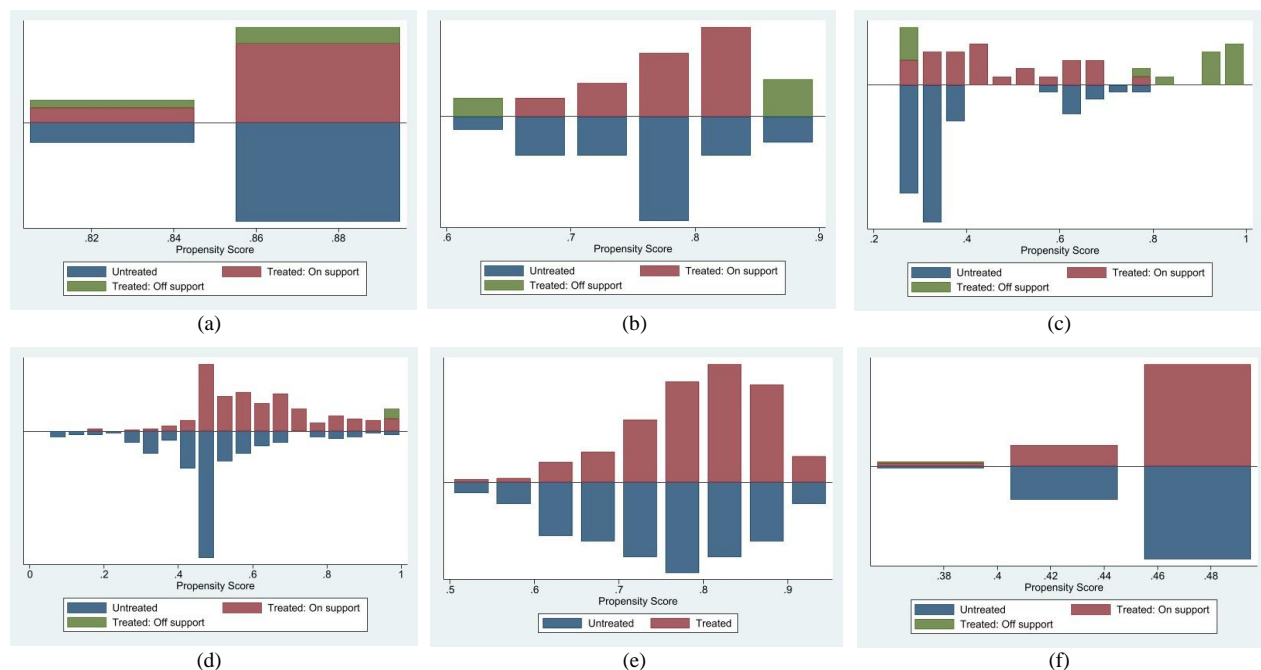 .82 .84 .86 .88
Propensity Score
Untreated Treated: On support
Treated: Off support
(a)
.6 .7 .8 .9
Propensity Score
Untreated Treated: On support
Treated: Off support
(b)
.2 .4 .6 .8 1
Propensity Score
Untreated Treated: On support
Treated: Off support
(c)
0 .2 .4 .6 .8 1
Propensity Score
Untreated Treated: On support
Treated: Off support
(d)
.5 .6 .7 .8 .9
Propensity Score
Untreated Treated
(e)
.38 .4 .42 .44 .46 .48
Propensity Score
Untreated Treated: On support
Treated: Off support
(f)